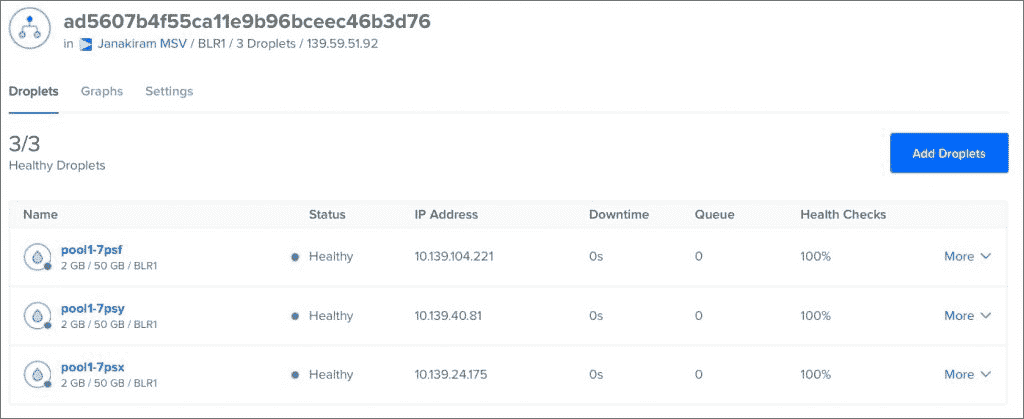 ad5607b4f55ca11e9b96bceec46b3d76
in Janakiram MSV / BLR1 / 3 Droplets / 139.59.51.92
Droplets Graphs Settings
3/3
Healthy Droplets
Add Droplets
Name Status IP Address Downtime Queue Health Checks
pool1-7psf
2 GB / 50 GB / BLR1
Healthy 10.139.104.221 0s 0 100% More
pool1-7psy
2 GB / 50 GB / BLR1
Healthy 10.139.40.81 0s 0 100% More
pool1-7psx
2 GB / 50 GB / BLR1
Healthy 10.139.24.175 0s 0 100% More